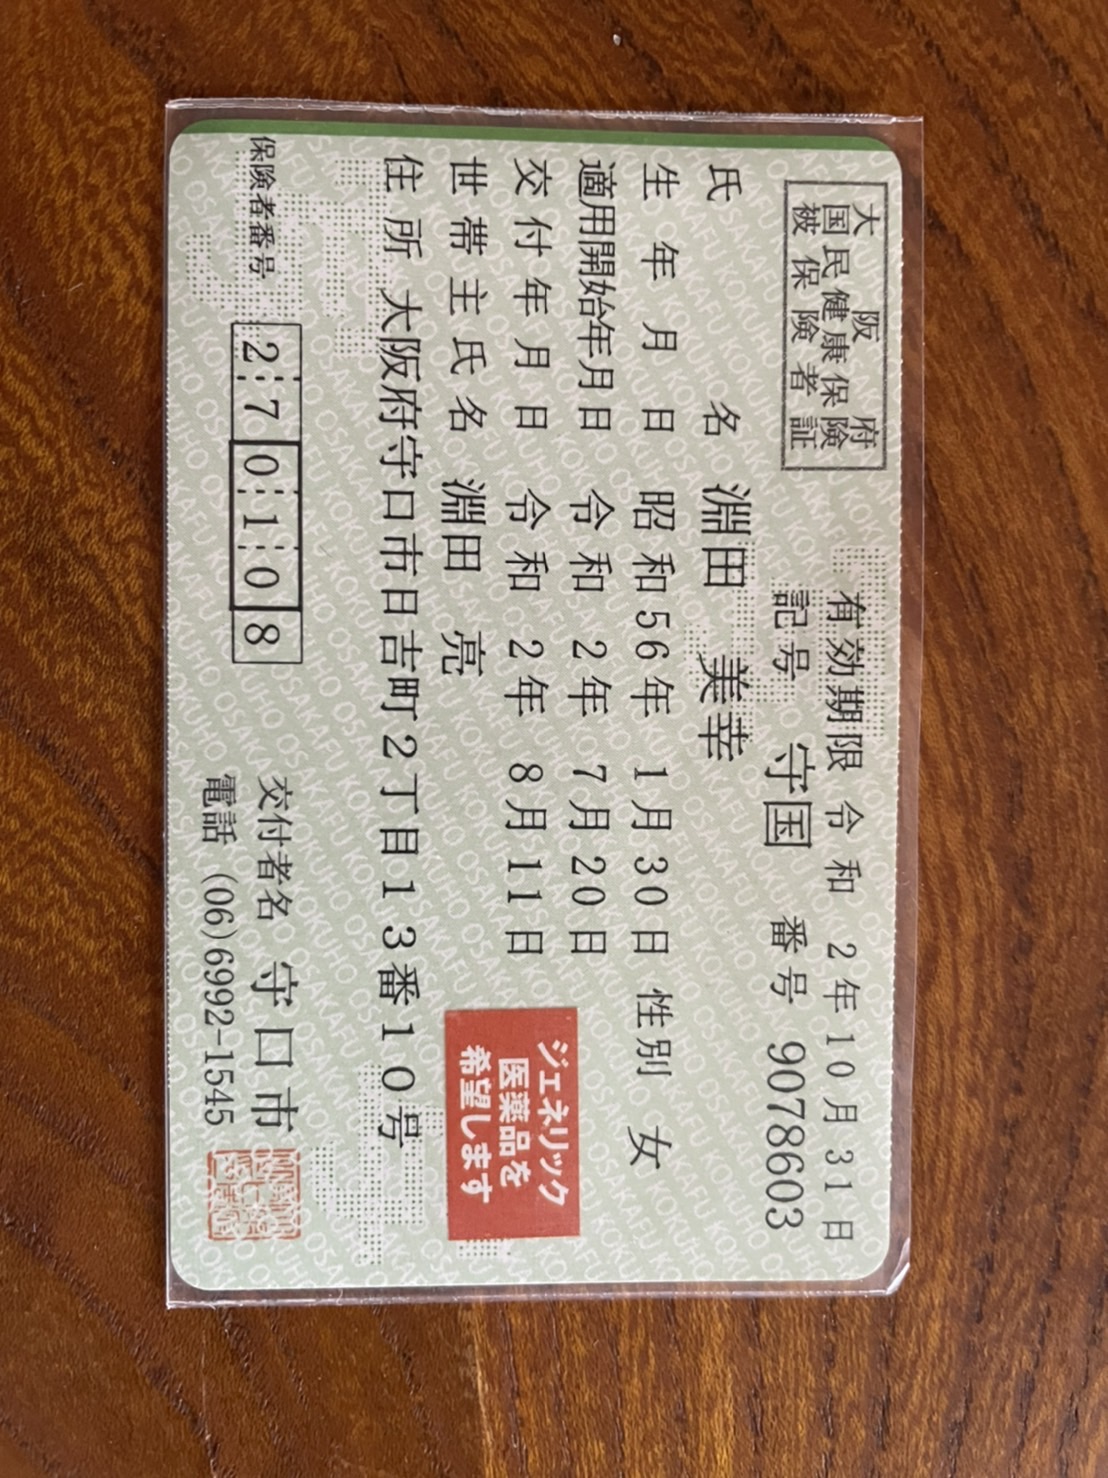 大阪府
国民健康保険
被保険者証
有効期限 令和 2年10月31日
記号 守国 番号 9078603
氏名 淵田 美幸
生年月日 昭和56年 1月30日 性別 女
適用開始年月日 令和 2年 7月20日
交付年月日 令和 2年 8月11日
世帯主氏名 淵田 亮
住所 大阪府守口市日吉町2丁目13番10号
ジェネリック
医薬品を
希望します
保険者番号 270108
交付者名 守口市
電話 (06)6992-1545